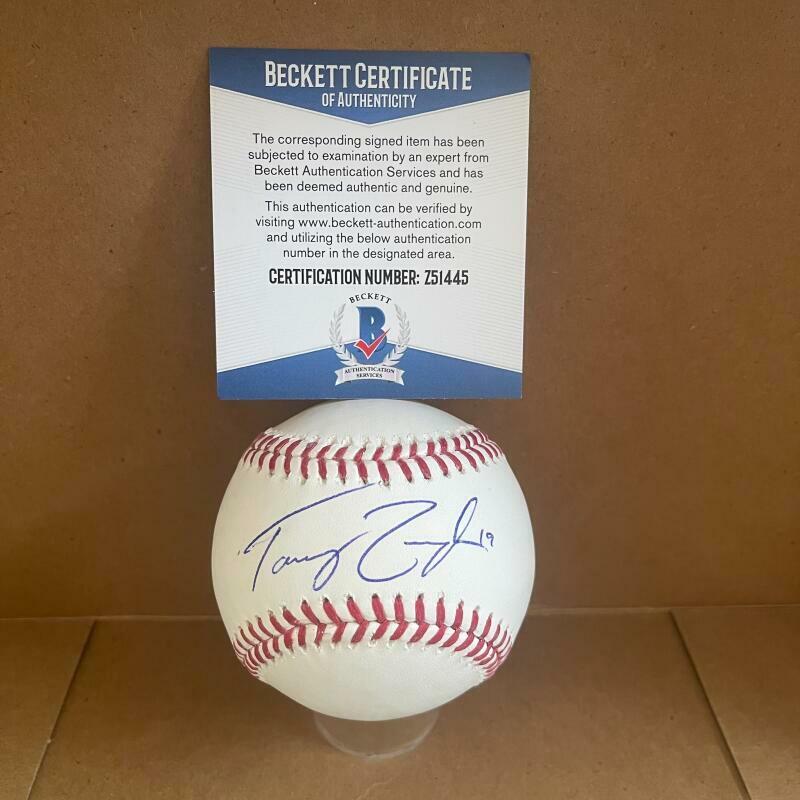 BECKETT CERTIFICATE
OF AUTHENTICITY
The corresponding signed item has been
subjected to examination by an expert from
Beckett Authentication Services and has
been deemed authentic and genuine.
This authentication can be verified by
visiting www.beckett-authentication.com
and utilizing the below authentication
number in the designated area.
CERTIFICATION NUMBER: Z51445
BECKETT
B
AUTHENTICATION
SERVICES
19